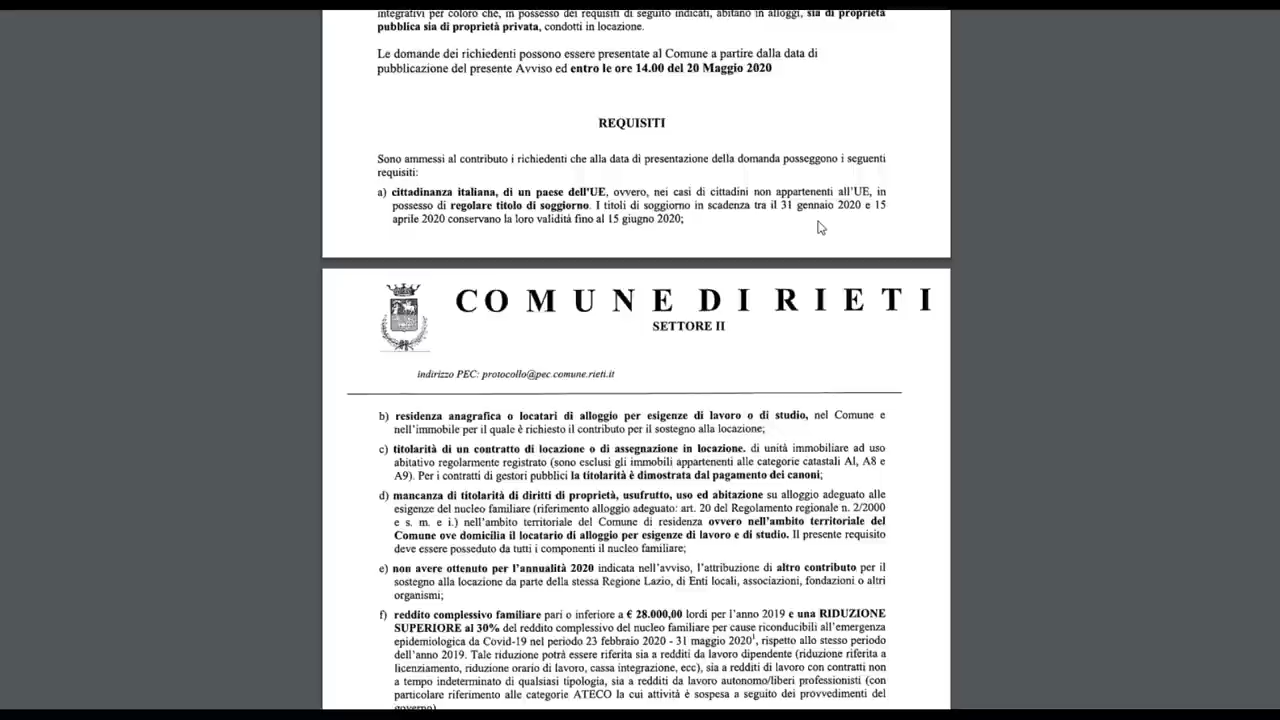 integrativi per coloro che, in possesso dei requisiti di seguito indicati, abitano in alloggi, sia di proprietà
pubblica sia di proprietà privata, condotti in locazione.
Le domande dei richiedenti possono essere presentate al Comune a partire dalla data di
pubblicazione del presente Avviso ed entro le ore 14.00 del 20 Maggio 2020
REQUISITI
Sono ammessi al contributo i richiedenti che alla data di presentazione della domanda posseggono i seguenti
requisiti:
a) cittadinanza italiana, di un paese dell'UE, ovvero, nei casi di cittadini non appartenenti all'UE, in
possesso di regolare titolo di soggiorno. I titoli di soggiorno in scadenza tra il 31 gennaio 2020 e 15
aprile 2020 conservano la loro validità fino al 15 giugno 2020;
COMUNE DI RIETI
SETTORE II
indirizzo PEC: protocollo@pec.comune.rieti.it
b) residenza anagrafica o locatari di alloggio per esigenze di lavoro o di studio, nel Comune e
nell'immobile per il quale è richiesto il contributo per il sostegno alla locazione;
c) titolarità di un contratto di locazione o di assegnazione in locazione. di unità immobiliare ad uso
abitativo regolarmente registrato (sono esclusi gli immobili appartenenti alle categorie catastali A1, A8 e
A9). Per i contratti di gestori pubblici la titolarità è dimostrata dal pagamento dei canoni;
d) mancanza di titolarità di diritti di proprietà, usufrutto, uso ed abitazione su alloggio adeguato alle
esigenze del nucleo familiare (riferimento alloggio adeguato: art. 20 del Regolamento regionale n. 2/2000
e s. m. e i.) nell'ambito territoriale del Comune di residenza ovvero nell'ambito territoriale del
Comune ove domicilia il locatario di alloggio per esigenze di lavoro e di studio. Il presente requisito
deve essere posseduto da tutti i componenti il nucleo familiare;
e) non avere ottenuto per l'annualità 2020 indicata nell'avviso, l'attribuzione di altro contributo per il
sostegno alla locazione da parte della stessa Regione Lazio, di Enti locali, associazioni, fondazioni o altri
organismi;
f) reddito complessivo familiare pari o inferiore a € 28.000,00 lordi per l'anno 2019 e una RIDUZIONE
SUPERIORE al 30% del reddito complessivo del nucleo familiare per cause riconducibili all'emergenza
epidemiologica da Covid-19 nel periodo 23 febbraio 2020 - 31 maggio 2020¹, rispetto allo stesso periodo
dell'anno 2019. Tale riduzione potrà essere riferita sia a redditi da lavoro dipendente (riduzione riferita a
licenziamento, riduzione orario di lavoro, cassa integrazione, ecc), sia a redditi di lavoro con contratti non
a tempo indeterminato di qualsiasi tipologia, sia a redditi da lavoro autonomo/liberi professionisti (con
particolare riferimento alle categorie ATECO la cui attività è sospesa a seguito dei provvedimenti del
governo)